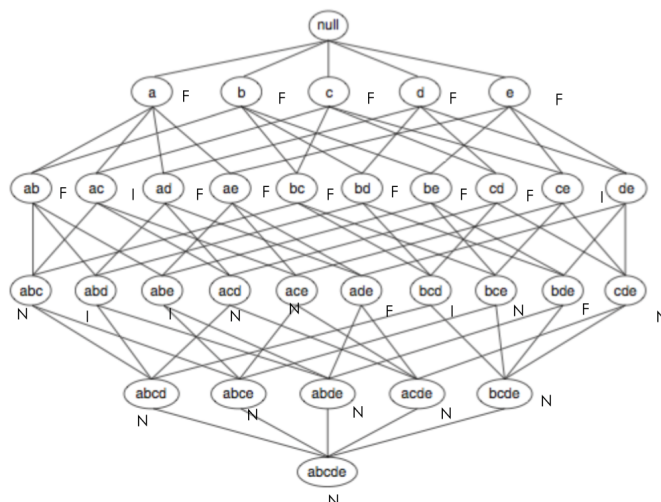 null
a F b F c F d F e F
ab F ac I ad F ae F bc F bd F be F cd F ce I de
abc abd abe acd ace ade bcd bce bde cde
N I I N N F I N F N
abcd abce abde acde bcde
N N N N N
abcde
N